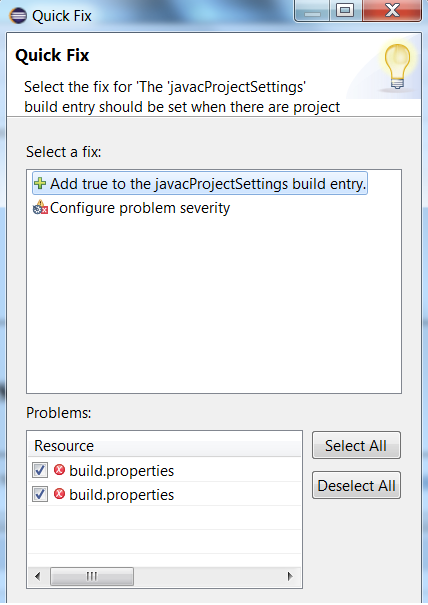 Quick Fix
Quick Fix
Select the fix for 'The 'javacProjectSettings'
build entry should be set when there are project
Select a fix:
Add true to the javacProjectSettings build entry.
Configure problem severity
Problems:
Resource
Select All
build.properties
Deselect All
build.properties